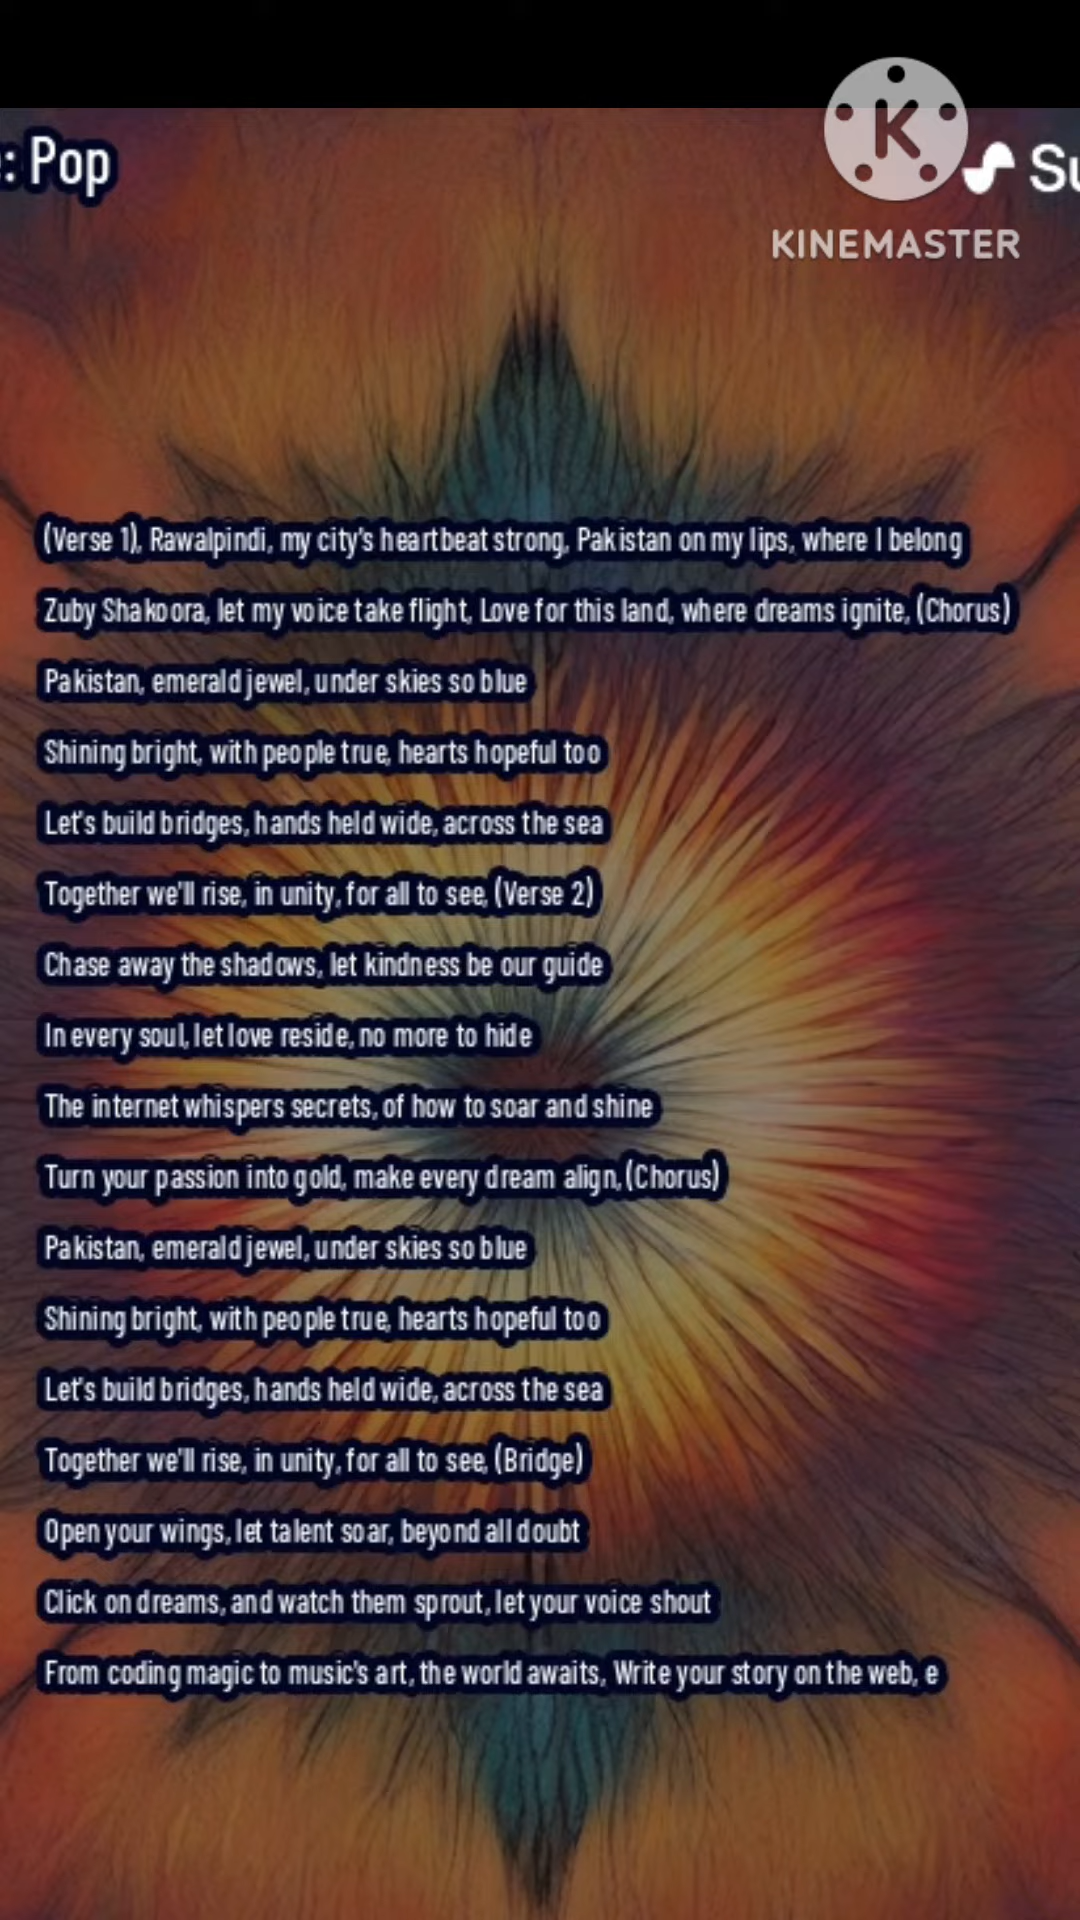 : Pop
K
Su
KINEMASTER
(Verse 1), Rawalpindi, my city's heartbeat strong, Pakistan on my lips, where I belong
Zuby Shakoora, let my voice take flight, Love for this land, where dreams ignite, (Chorus)
Pakistan, emerald jewel, under skies so blue
Shining bright, with people true, hearts hopeful too
Let's build bridges, hands held wide, across the sea
Together we'll rise, in unity, for all to see, (Verse 2)
Chase away the shadows, let kindness be our guide
In every soul, let love reside, no more to hide
The internet whispers secrets, of how to soar and shine
Turn your passion into gold, make every dream align, (Chorus)
Pakistan, emerald jewel, under skies so blue
Shining bright, with people true, hearts hopeful too
Let's build bridges, hands held wide, across the sea
Together we'll rise, in unity, for all to see, (Bridge)
Open your wings, let talent soar, beyond all doubt
Click on dreams, and watch them sprout, let your voice shout
From coding magic to music's art, the world awaits, Write your story on the web, e